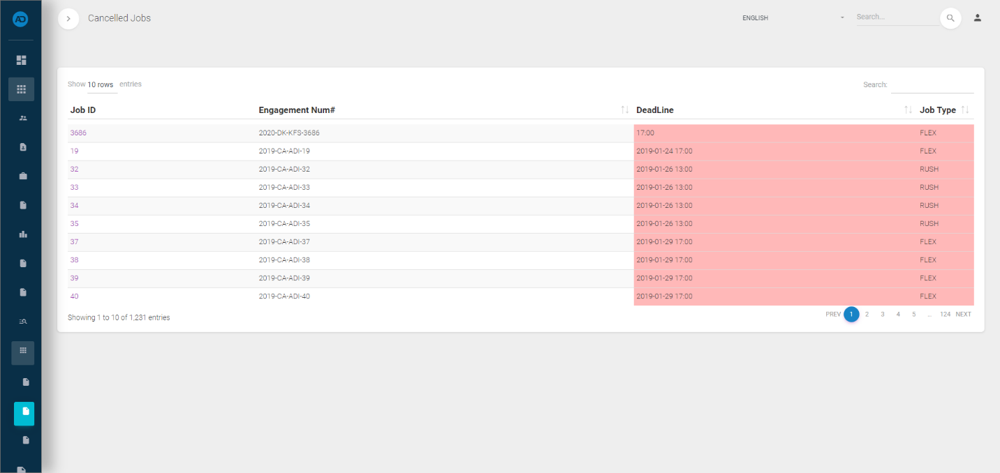 AD
Cancelled Jobs
ENGLISH
Search...
Show 10 rows entries
Search:
Job ID Engagement Num# DeadLine Job Type
3686 2020-DK-KFS-3686 17:00 FLEX
19 2019-CA-ADI-19 2019-01-24 17:00 FLEX
32 2019-CA-ADI-32 2019-01-26 13:00 RUSH
33 2019-CA-ADI-33 2019-01-26 13:00 RUSH
34 2019-CA-ADI-34 2019-01-26 13:00 RUSH
35 2019-CA-ADI-35 2019-01-26 13:00 RUSH
37 2019-CA-ADI-37 2019-01-29 17:00 FLEX
38 2019-CA-ADI-38 2019-01-29 17:00 FLEX
39 2019-CA-ADI-39 2019-01-29 17:00 FLEX
40 2019-CA-ADI-40 2019-01-29 17:00 FLEX
Showing 1 to 10 of 1,231 entries
PREV 1 2 3 4 5 ... 124 NEXT